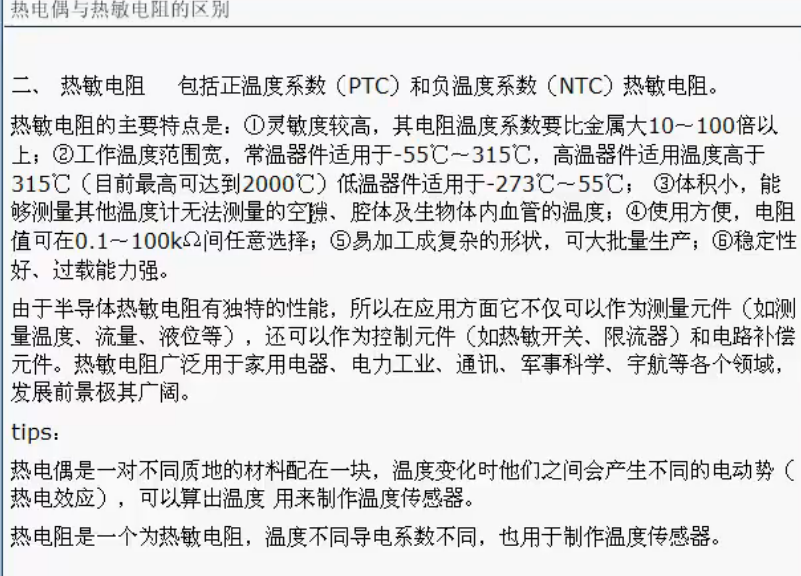 热电偶与热敏电阻的区别
二、 热敏电阻 包括正温度系数（PTC）和负温度系数（NTC）热敏电阻。
热敏电阻的主要特点是：①灵敏度较高，其电阻温度系数要比金属大10～100倍以
上；②工作温度范围宽，常温器件适用于-55℃～315℃，高温器件适用温度高于
315℃（目前最高可达到2000℃）低温器件适用于-273℃～55℃； ③体积小，能
够测量其他温度计无法测量的空隙、腔体及生物体内血管的温度；④使用方便，电阻
值可在0.1～100kΩ间任意选择；⑤易加工成复杂的形状，可大批量生产；⑥稳定性
好、过载能力强。
由于半导体热敏电阻有独特的性能，所以在应用方面它不仅可以作为测量元件（如测
量温度、流量、液位等），还可以作为控制元件（如热敏开关、限流器）和电路补偿
元件。热敏电阻广泛用于家用电器、电力工业、通讯、军事科学、宇航等各个领域，
发展前景极其广阔。
tips：
热电偶是一对不同质地的材料配在一块，温度变化时他们之间会产生不同的电动势（
热电效应），可以算出温度 用来制作温度传感器。
热电阻是一个为热敏电阻，温度不同导电系数不同，也用于制作温度传感器。